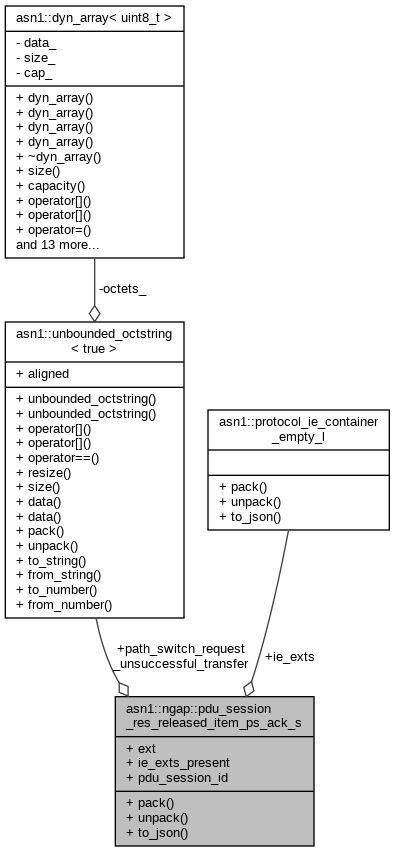 asn1::dyn_array< uint8_t >
- data_
- size_
- cap_
+ dyn_array()
+ dyn_array()
+ dyn_array()
+ dyn_array()
+ ~dyn_array()
+ size()
+ capacity()
+ operator[]()
+ operator[]()
+ operator=()
and 13 more...
-octets_
asn1::unbounded_octstring
< true >
+ aligned
+ unbounded_octstring()
+ unbounded_octstring()
+ operator[]()
+ operator[]()
+ operator==()
+ resize()
+ size()
+ data()
+ data()
+ pack()
+ unpack()
+ to_string()
+ from_string()
+ to_number()
+ from_number()
asn1::protocol_ie_container
_empty_l
+ pack()
+ unpack()
+ to_json()
+path_switch_request
_unsuccessful_transfer
+ie_exts
asn1::ngap::pdu_session
_res_released_item_ps_ack_s
+ ext
+ ie_exts_present
+ pdu_session_id
+ pack()
+ unpack()
+ to_json()